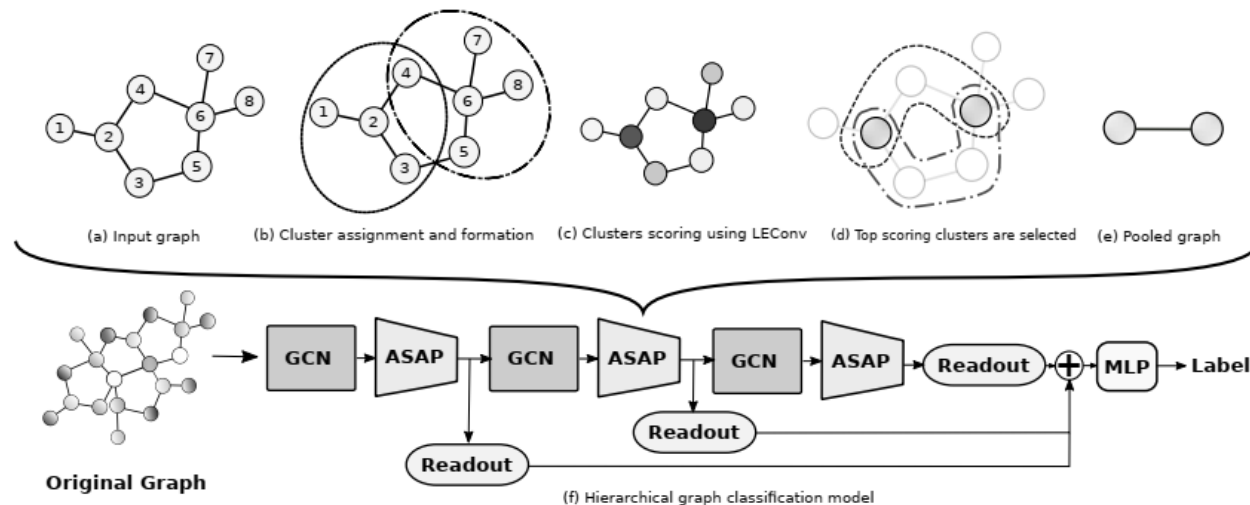 7
4
8
6
1
2
5
3
7
4
8
6
1
2
5
3
(a) Input graph
(b) Cluster assignment and formation
(c) Clusters scoring using LEConv
(d) Top scoring clusters are selected
(e) Pooled graph
GCN
ASAP
GCN
ASAP
GCN
ASAP
Readout
MLP
Label
Readout
Readout
Original Graph
(f) Hierarchical graph classification model